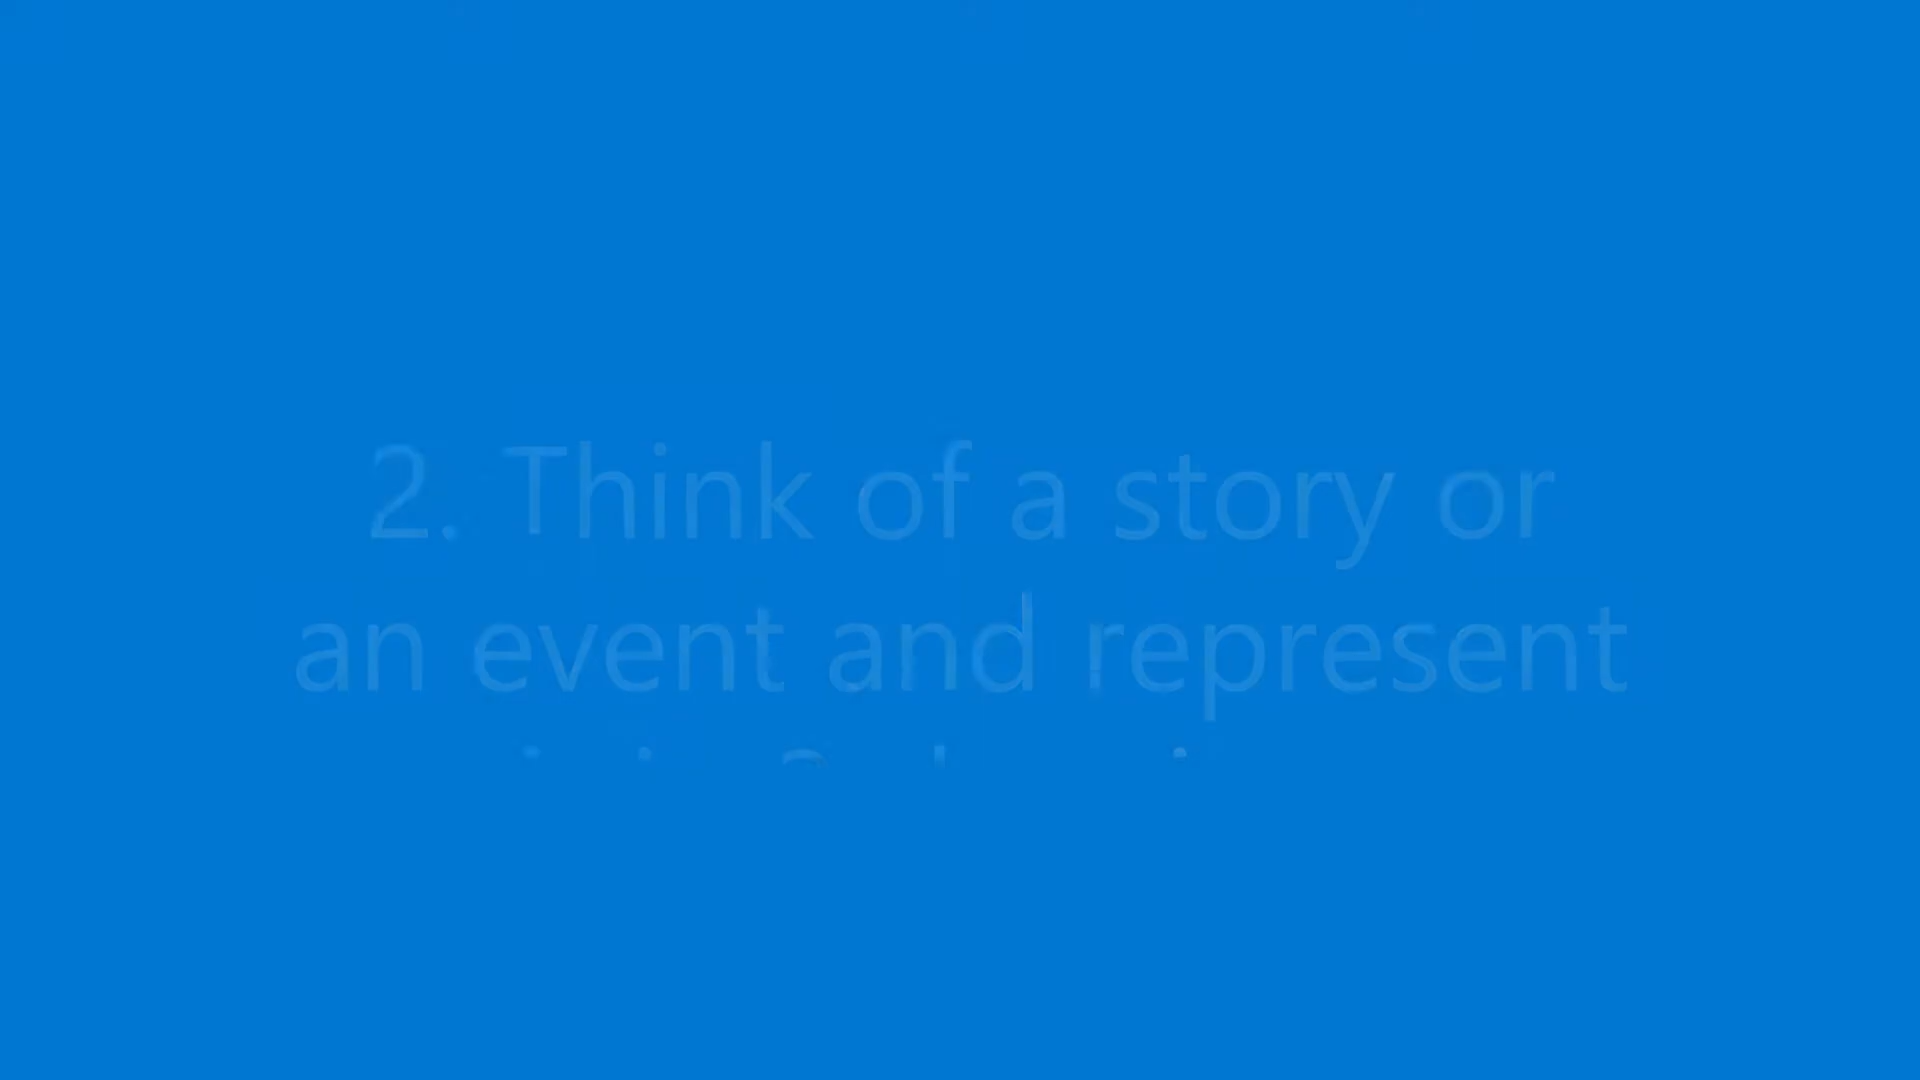 2. Think of a story or
an event and represent